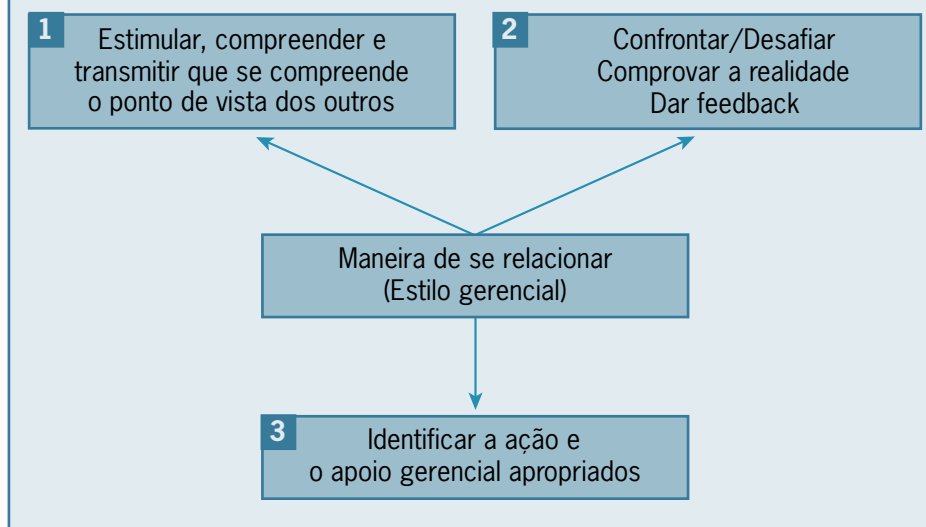 1
Estimular, compreender e
transmitir que se compreende
o ponto de vista dos outros
2
Confrontar/Desafiar
Comprovar a realidade
Dar feedback
Maneira de se relacionar
(Estilo gerencial)
3
Identificar a ação e
o apoio gerencial apropriados